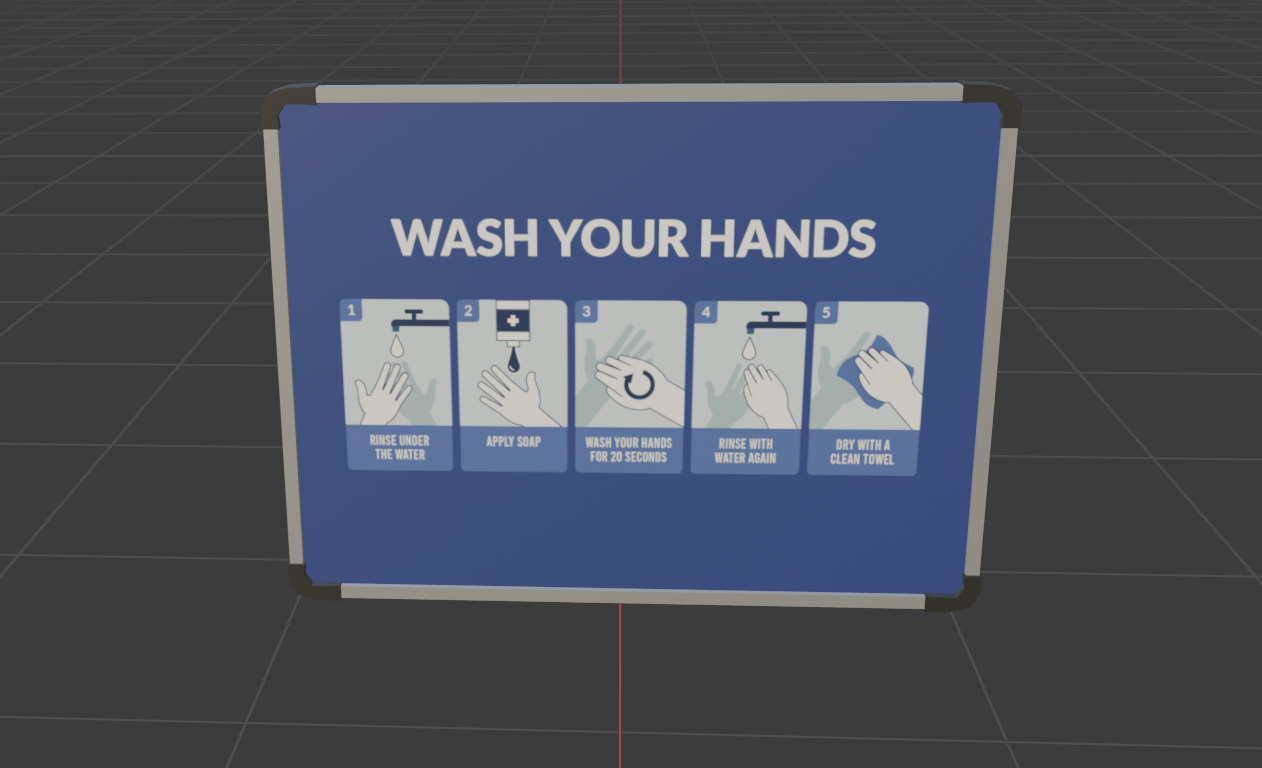 WASH YOUR HANDS
1
RINSE UNDER
THE WATER
2
APPLY SOAP
3
WASH YOUR HANDS
FOR 20 SECONDS
4
RINSE WITH
WATER AGAIN
5
DRY WITH A
CLEAN TOWEL